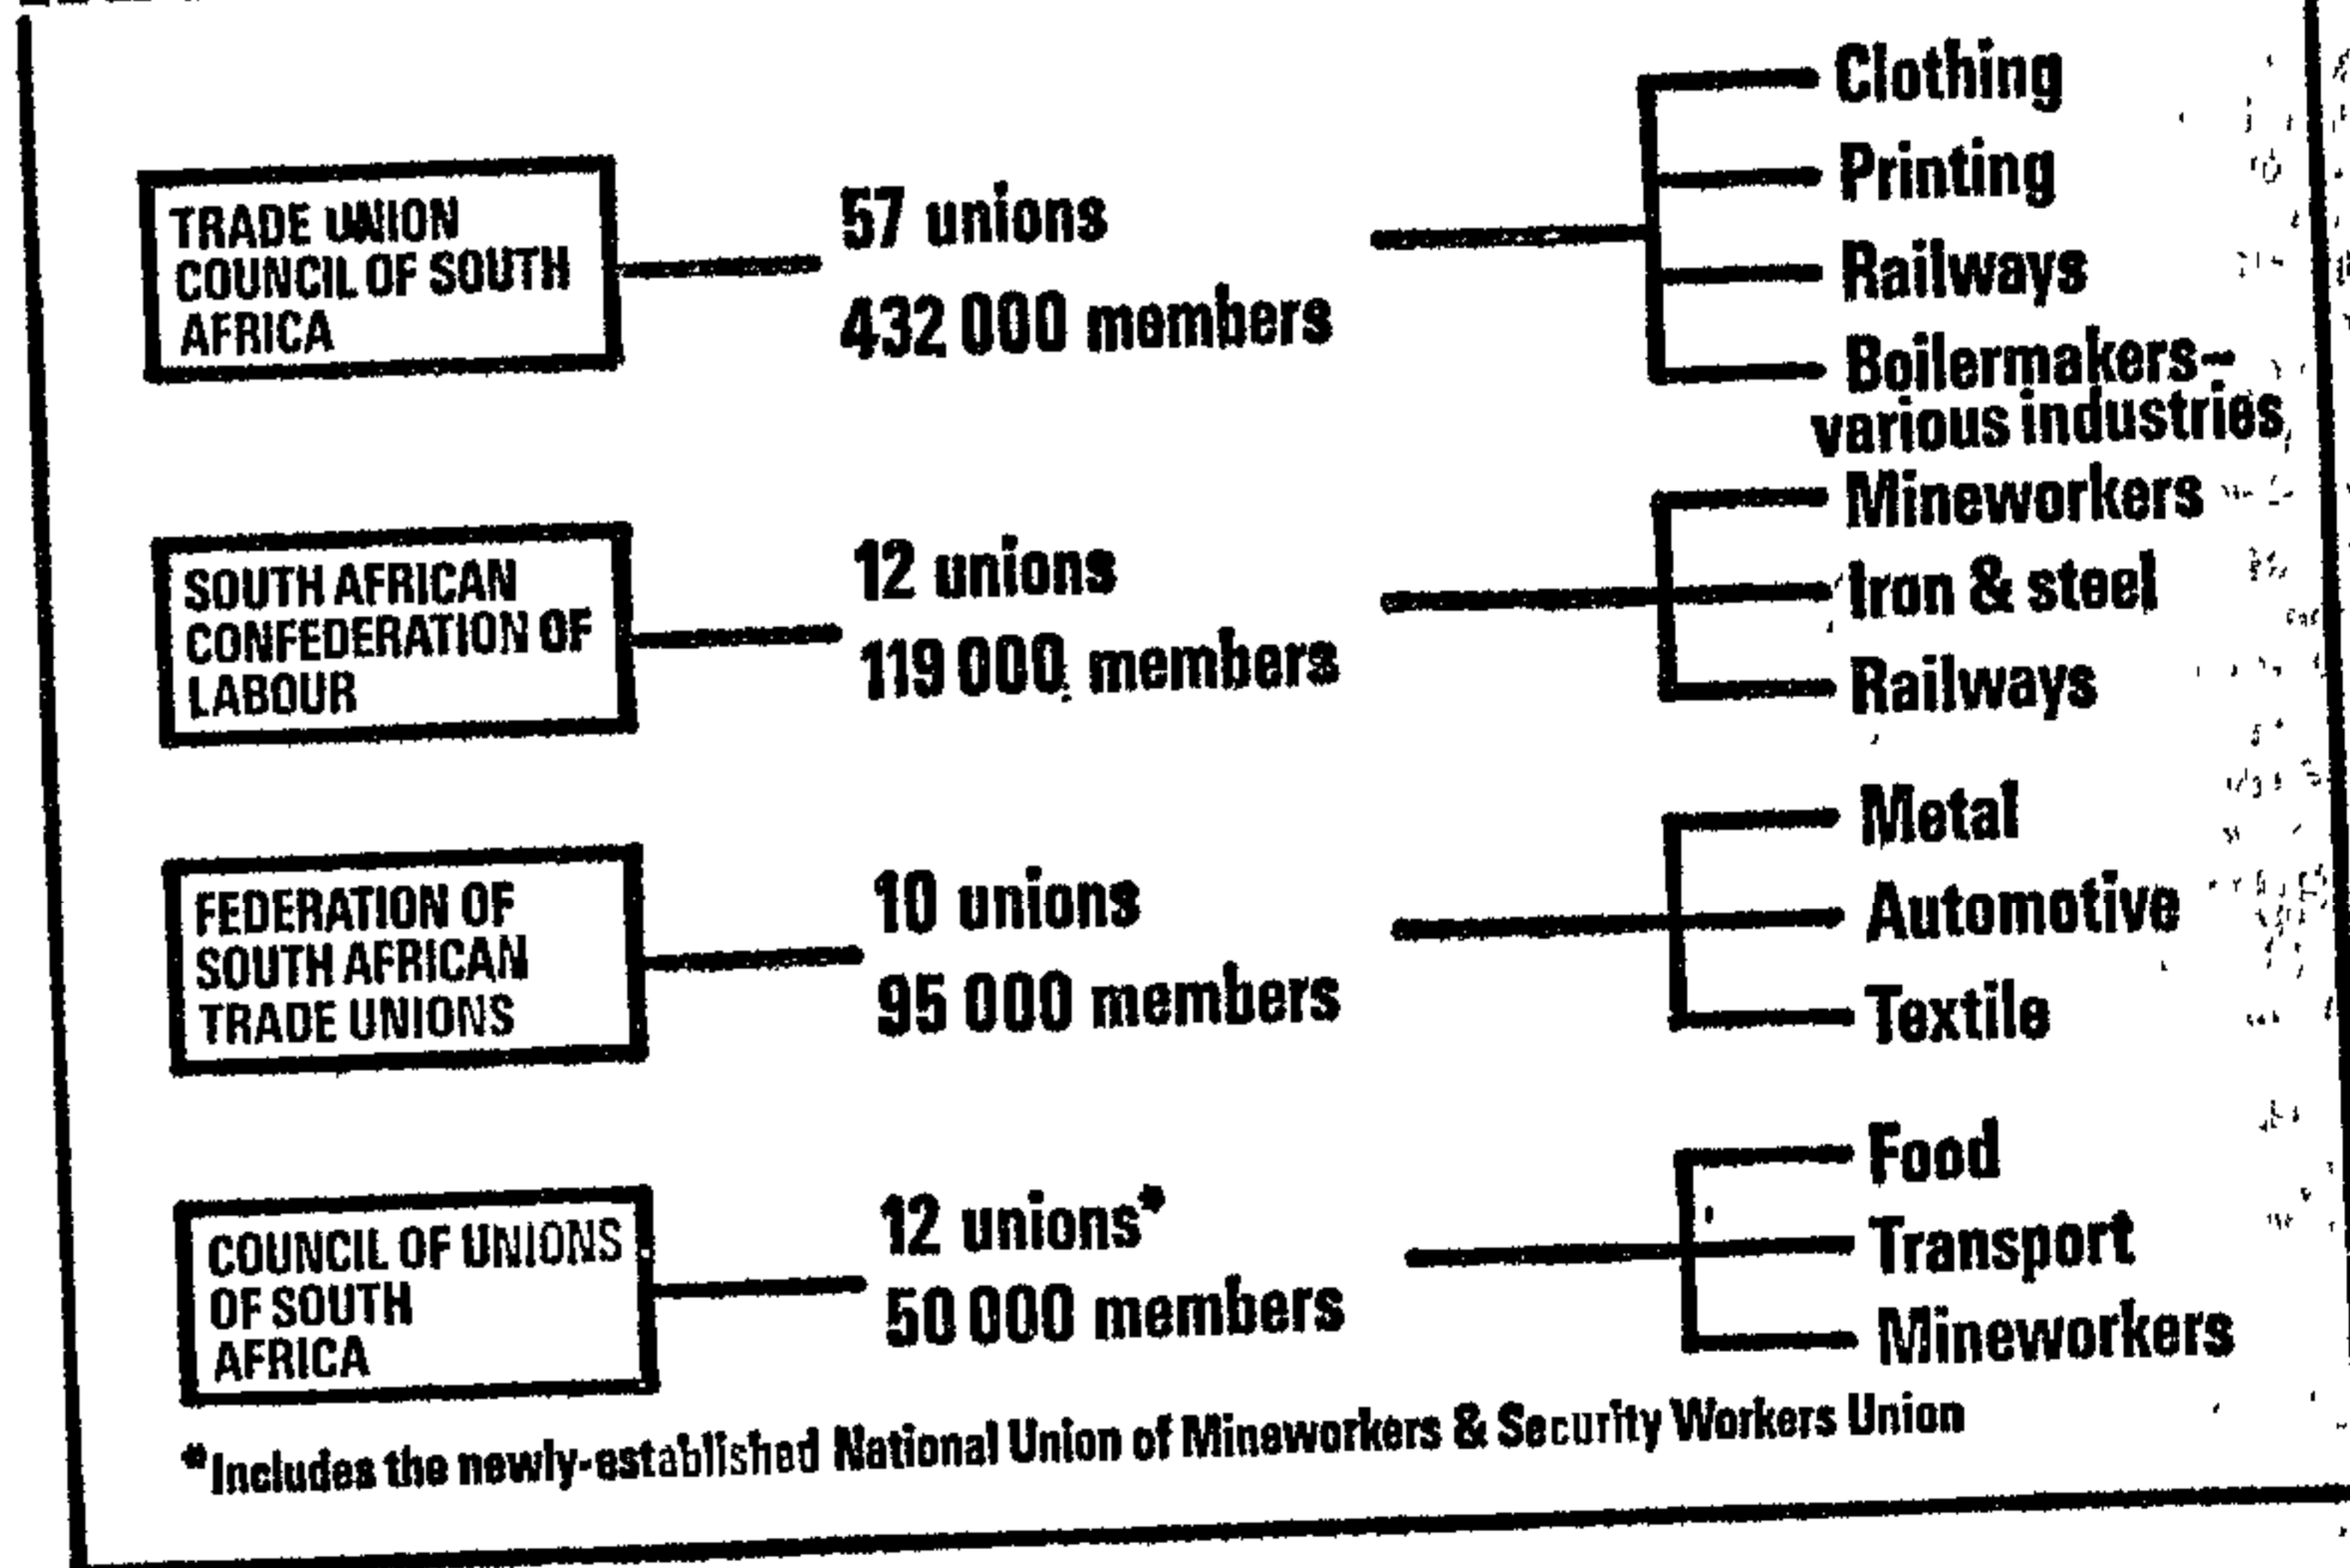 TRADE UNION
COUNCIL OF SOUTH
AFRICA
57 unions
432 000 members
Clothing
Printing
Railways
Boilermakers–
various industries
SOUTH AFRICAN
CONFEDERATION OF
LABOUR
12 unions
119 000 members
Mineworkers
Iron & steel
Railways
FEDERATION OF
SOUTH AFRICAN
TRADE UNIONS
10 unions
95 000 members
Metal
Automotive
Textile
COUNCIL OF UNIONS
OF SOUTH
AFRICA
12 unions*
50 000 members
Food
Transport
Mineworkers
*Includes the newly-established National Union of Mineworkers & Security Workers Union